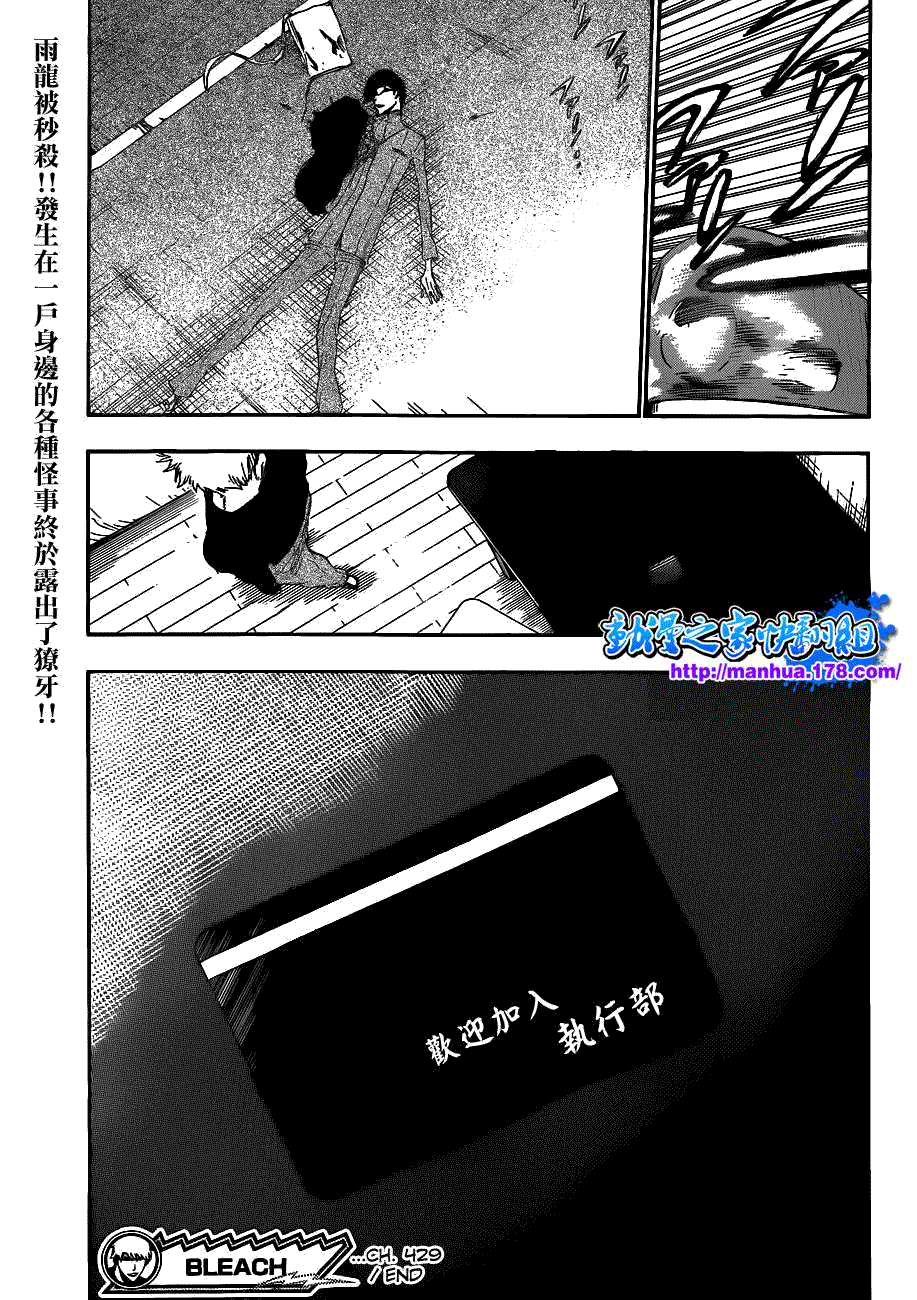 雨龍被秒殺!!發生在一戶身邊的各種怪事終於露出了獠牙!!
動漫之家快翻組
http://manhua.178.com/
歡迎加入
執行部
BLEACH
...CH. 429
/ END